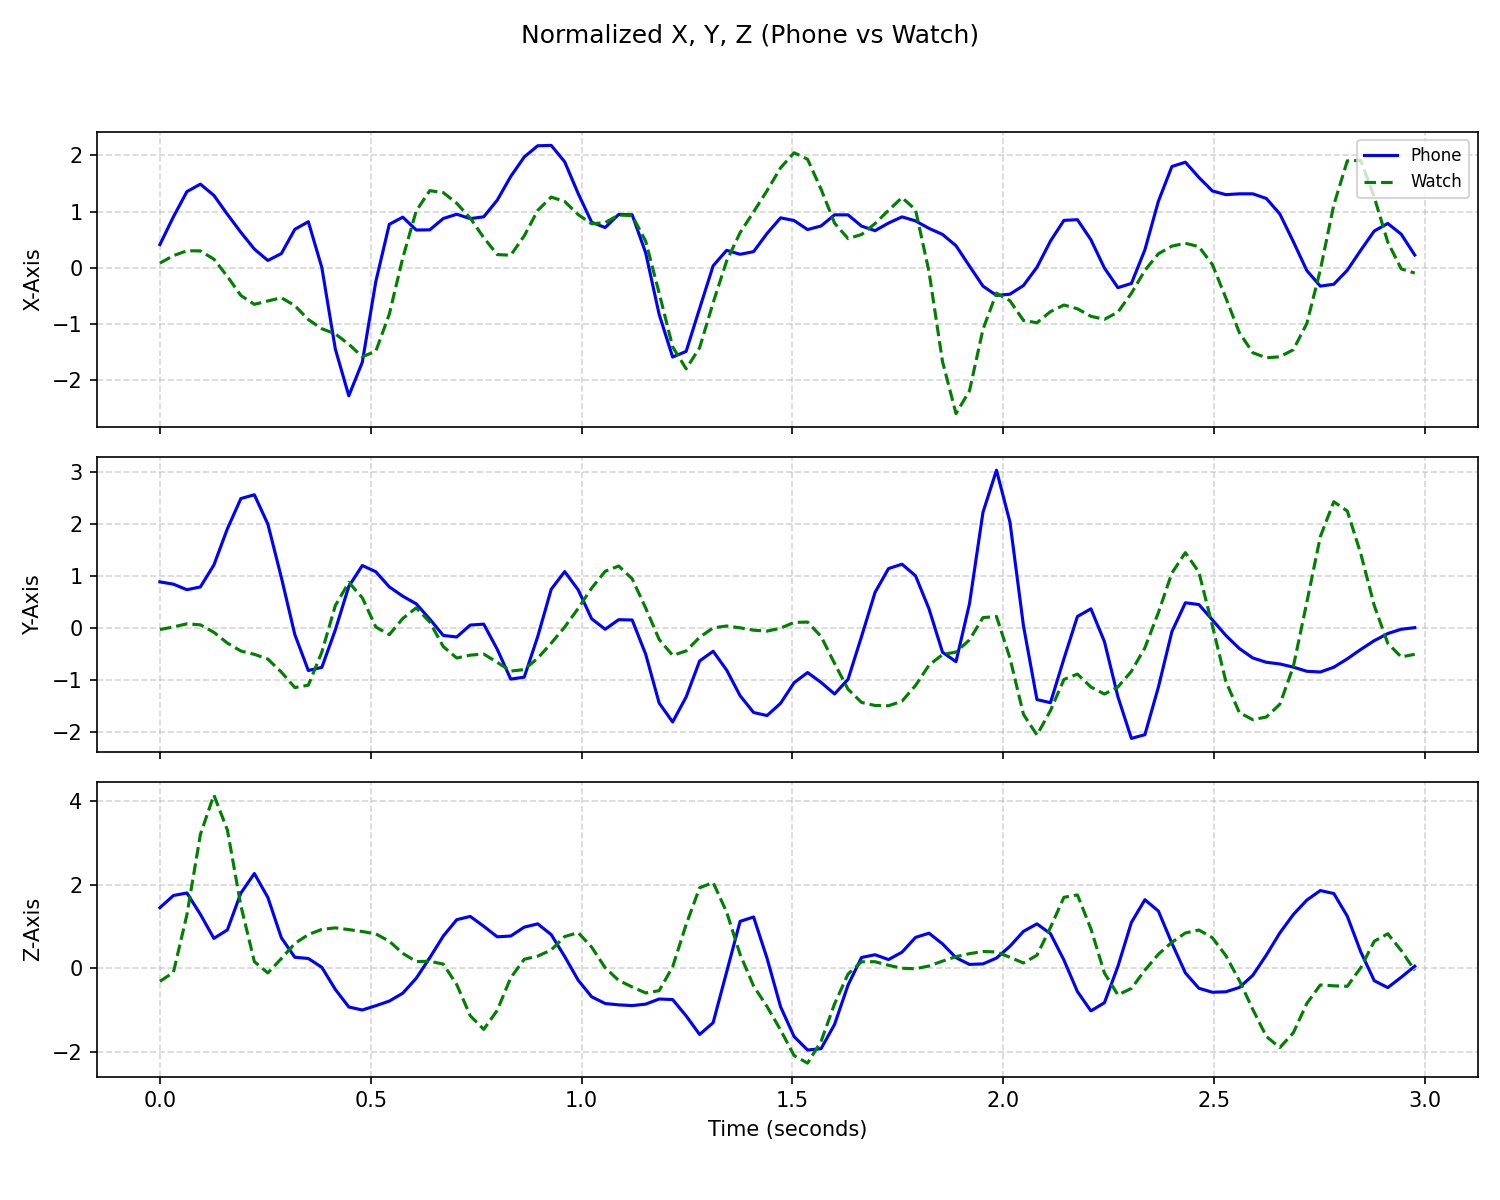 Normalized X, Y, Z (Phone vs Watch)
2
1
0
−1
−2
X-Axis
Phone
Watch
3
2
1
0
−1
−2
Y-Axis
4
2
0
−2
Z-Axis
0.0 0.5 1.0 1.5 2.0 2.5 3.0
Time (seconds)